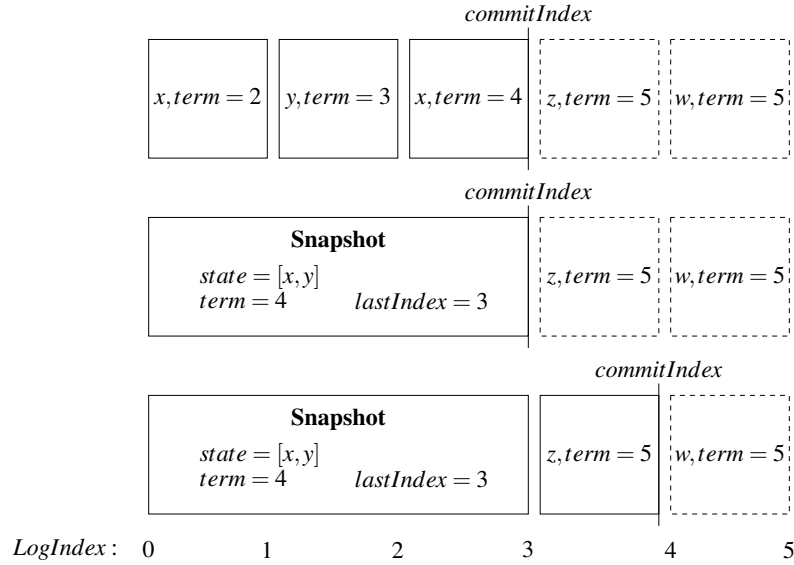 commitIndex
x, term = 2 y, term = 3 x, term = 4 z, term = 5 w, term = 5
commitIndex
Snapshot
state = [x, y]
term = 4 lastIndex = 3
z, term = 5 w, term = 5
commitIndex
Snapshot
state = [x, y]
term = 4 lastIndex = 3
z, term = 5 w, term = 5
LogIndex : 0 1 2 3 4 5